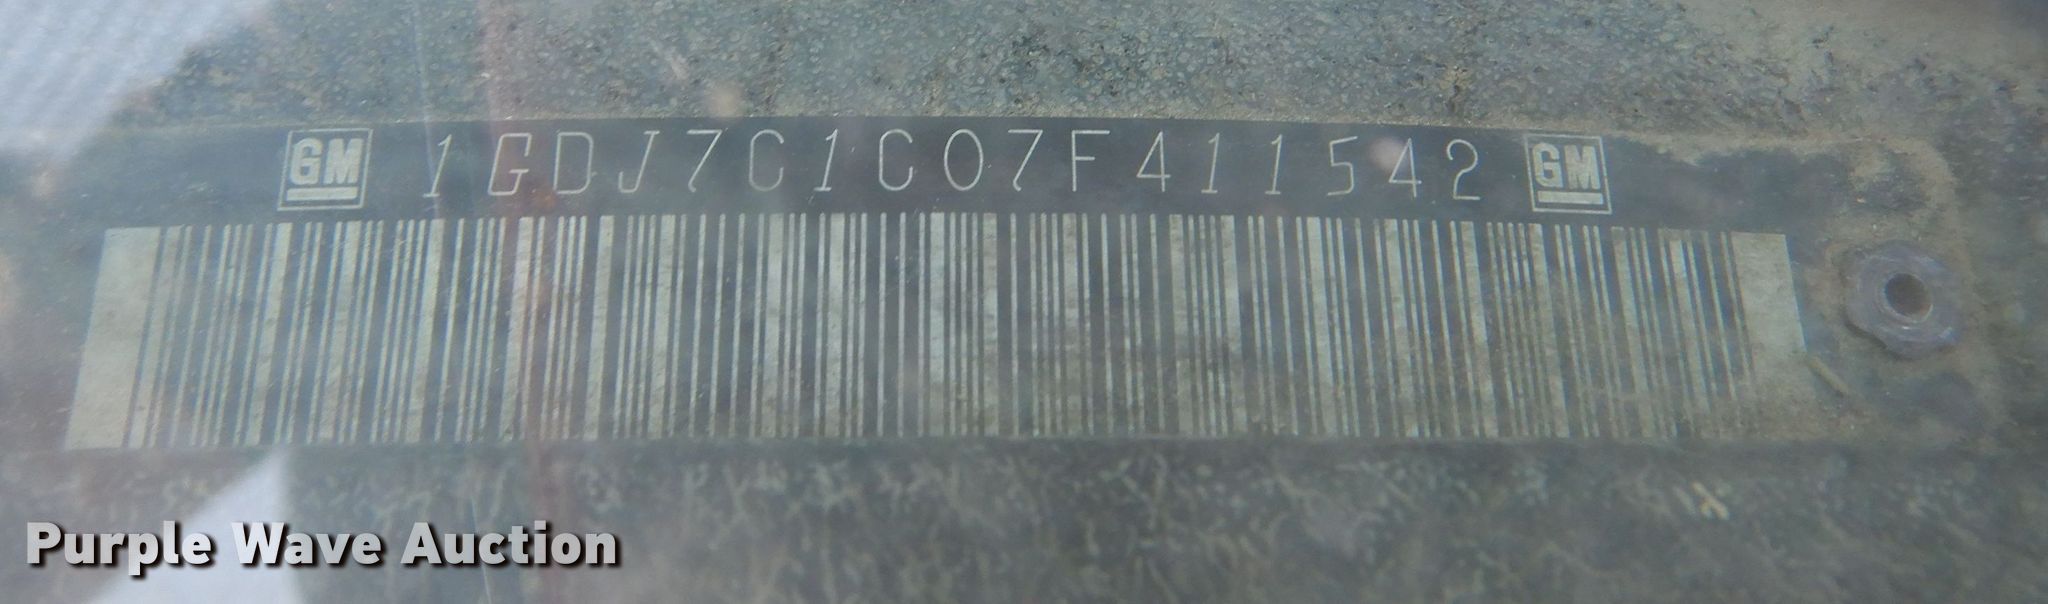 GM 1GDJ7C1C07F411542 GM
Purple Wave Auction